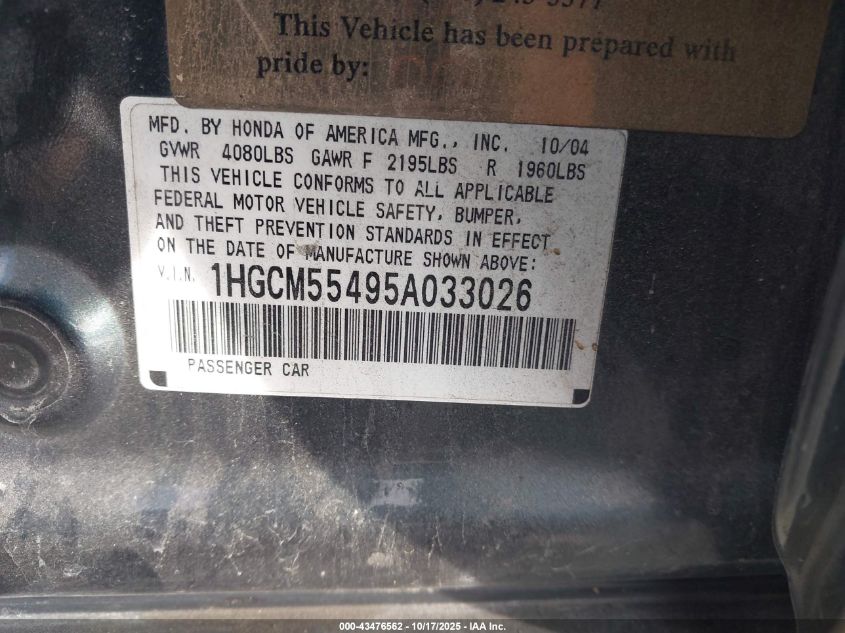 This Vehicle has been prepared with
pride by:
MFD. BY HONDA OF AMERICA MFG., INC. 10/04
GVWR 4080LBS GAWR F 2195LBS R 1960LBS
THIS VEHICLE CONFORMS TO ALL APPLICABLE
FEDERAL MOTOR VEHICLE SAFETY, BUMPER,
AND THEFT PREVENTION STANDARDS IN EFFECT
ON THE DATE OF MANUFACTURE SHOWN ABOVE:
V.I.N. 1HGCM55495A033026
PASSENGER CAR
000-43476562 - 10/17/2025 - IAA Inc.